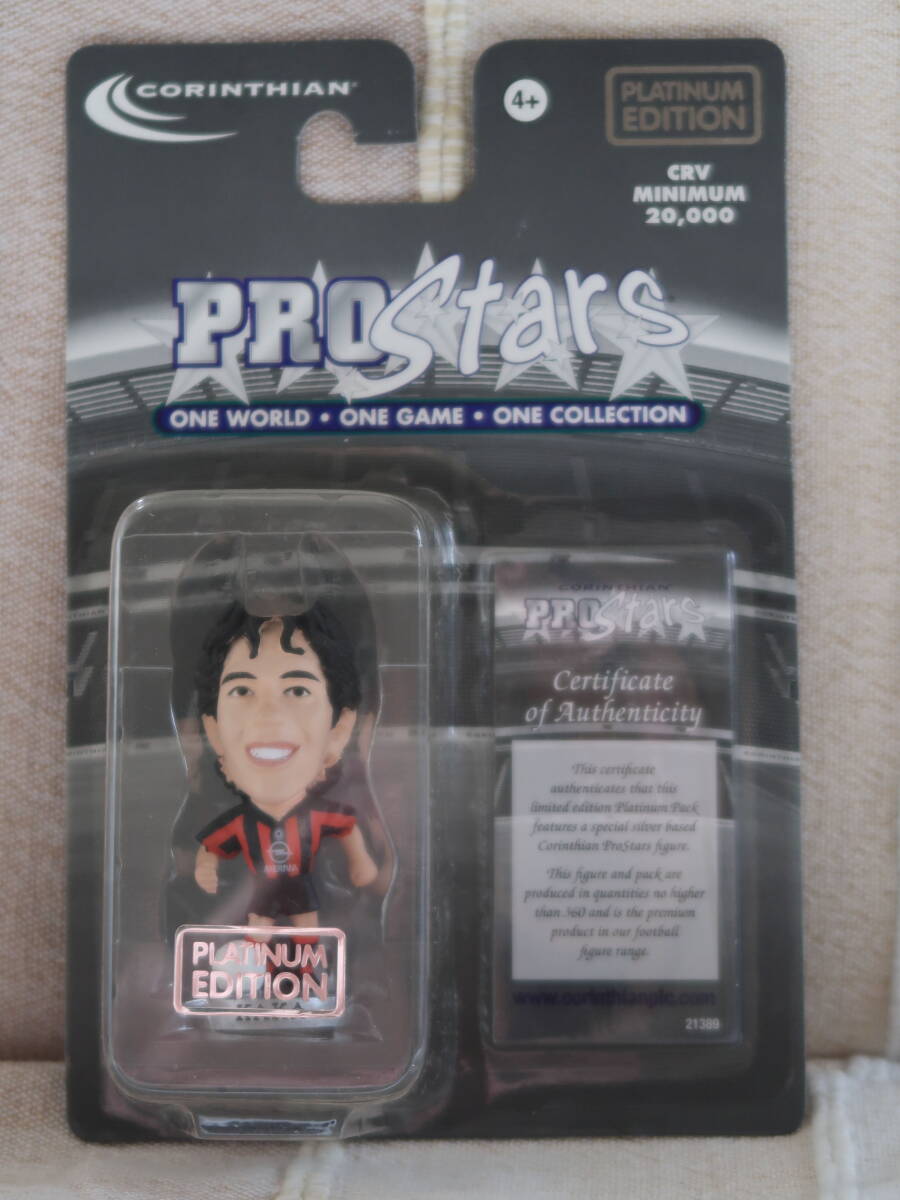 CORINTHIAN
4+
PLATINUM
EDITION
CRV
MINIMUM
20,000
PROStars
ONE WORLD • ONE GAME • ONE COLLECTION
CORINTHIAN
PROStars
Certificate
of Authenticity
This certificate
authenticates that this
limited edition Platinum Pack
features a special silver based
Corinthian ProStars figure.
This figure and pack are
produced in quantities no higher
than 360 and is the premium
product in our football
figure range.
www.corinthianplc.com
21389
OPEL
MERIVA
PLATINUM
EDITION